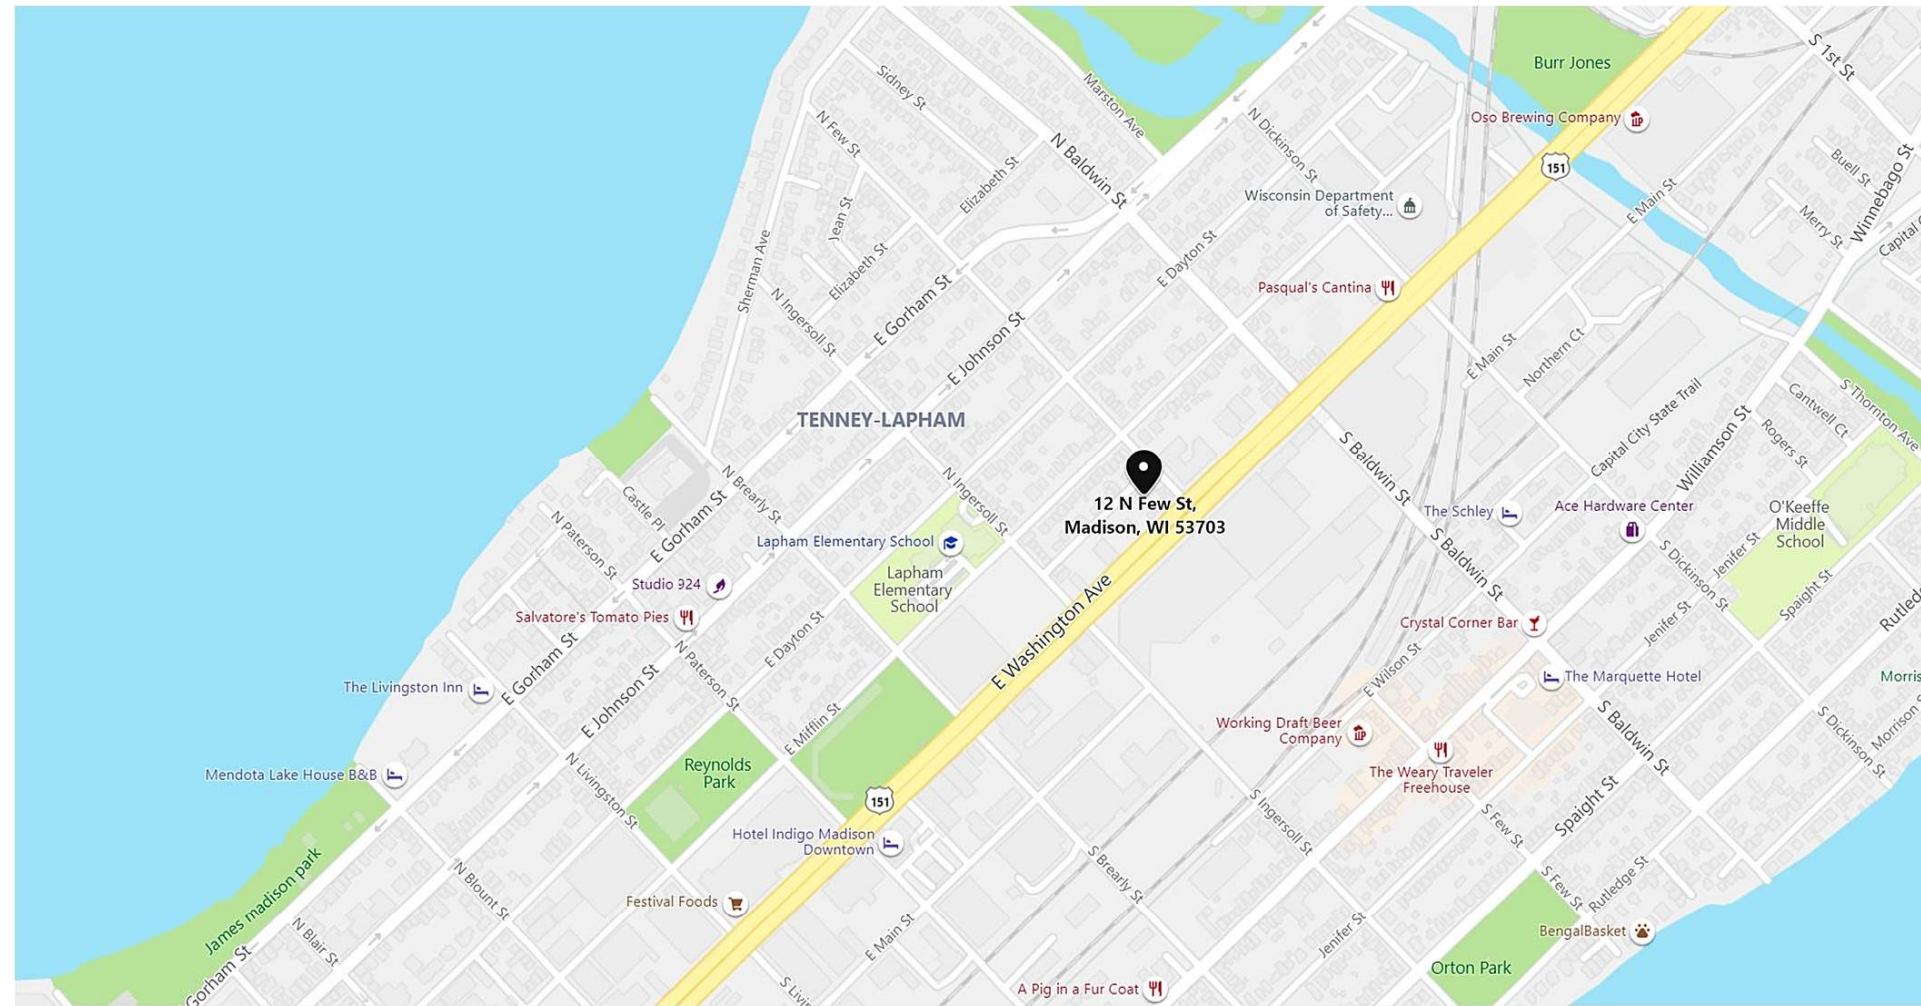 Burr Jones
S 1st St
Sidney St
Marston Ave
Oso Brewing Company
N Few St
N Dickinson St
N Baldwin St
151
Buell St
Winnebago St
Elizabeth St
Wisconsin Department
of Safety...
E Main St
Merry St
Capital
Jean St
Sherman Ave
Elizabeth St
E Dayton St
Pasqual's Cantina
N Ingersoll St
E Gorham St
E Johnson St
E Main St
Northern Ct
TENNEY-LAPHAM
Cantwell Ct
S Thornton Ave
Capital City State Trail
Williamson St
Rogers St
S Baldwin St
N Brearly St
N Ingersoll St
12 N Few St,
Madison, WI 53703
Castle Pl
E Gorham St
N Paterson St
The Schley
Ace Hardware Center
O'Keeffe
Middle
School
Lapham Elementary School
Lapham
Elementary
School
Studio 924
Salvatore's Tomato Pies
S Baldwin St
S Dickinson St
Jenifer St
Spaight St
Rutled
E Dayton St
E Washington Ave
Crystal Corner Bar
Jenifer St
E Wilson St
E Gorham St
N Paterson St
The Livingston Inn
E Johnson St
The Marquette Hotel
Morris
E Mifflin St
Working Draft Beer
Company
S Baldwin St
S Dickinson St
Morrison
Reynolds
Park
Mendota Lake House B&B
N Livingston St
The Weary Traveler
Freehouse
151
S Ingersoll St
Spaight St
S Few St
Hotel Indigo Madison
Downtown
James madison park
N Blount St
S Brearly St
S Few St
Rutledge St
Festival Foods
N Blair St
E Main St
Jenifer St
BengalBasket
Gorham St
S Livin
A Pig in a Fur Coat
Orton Park